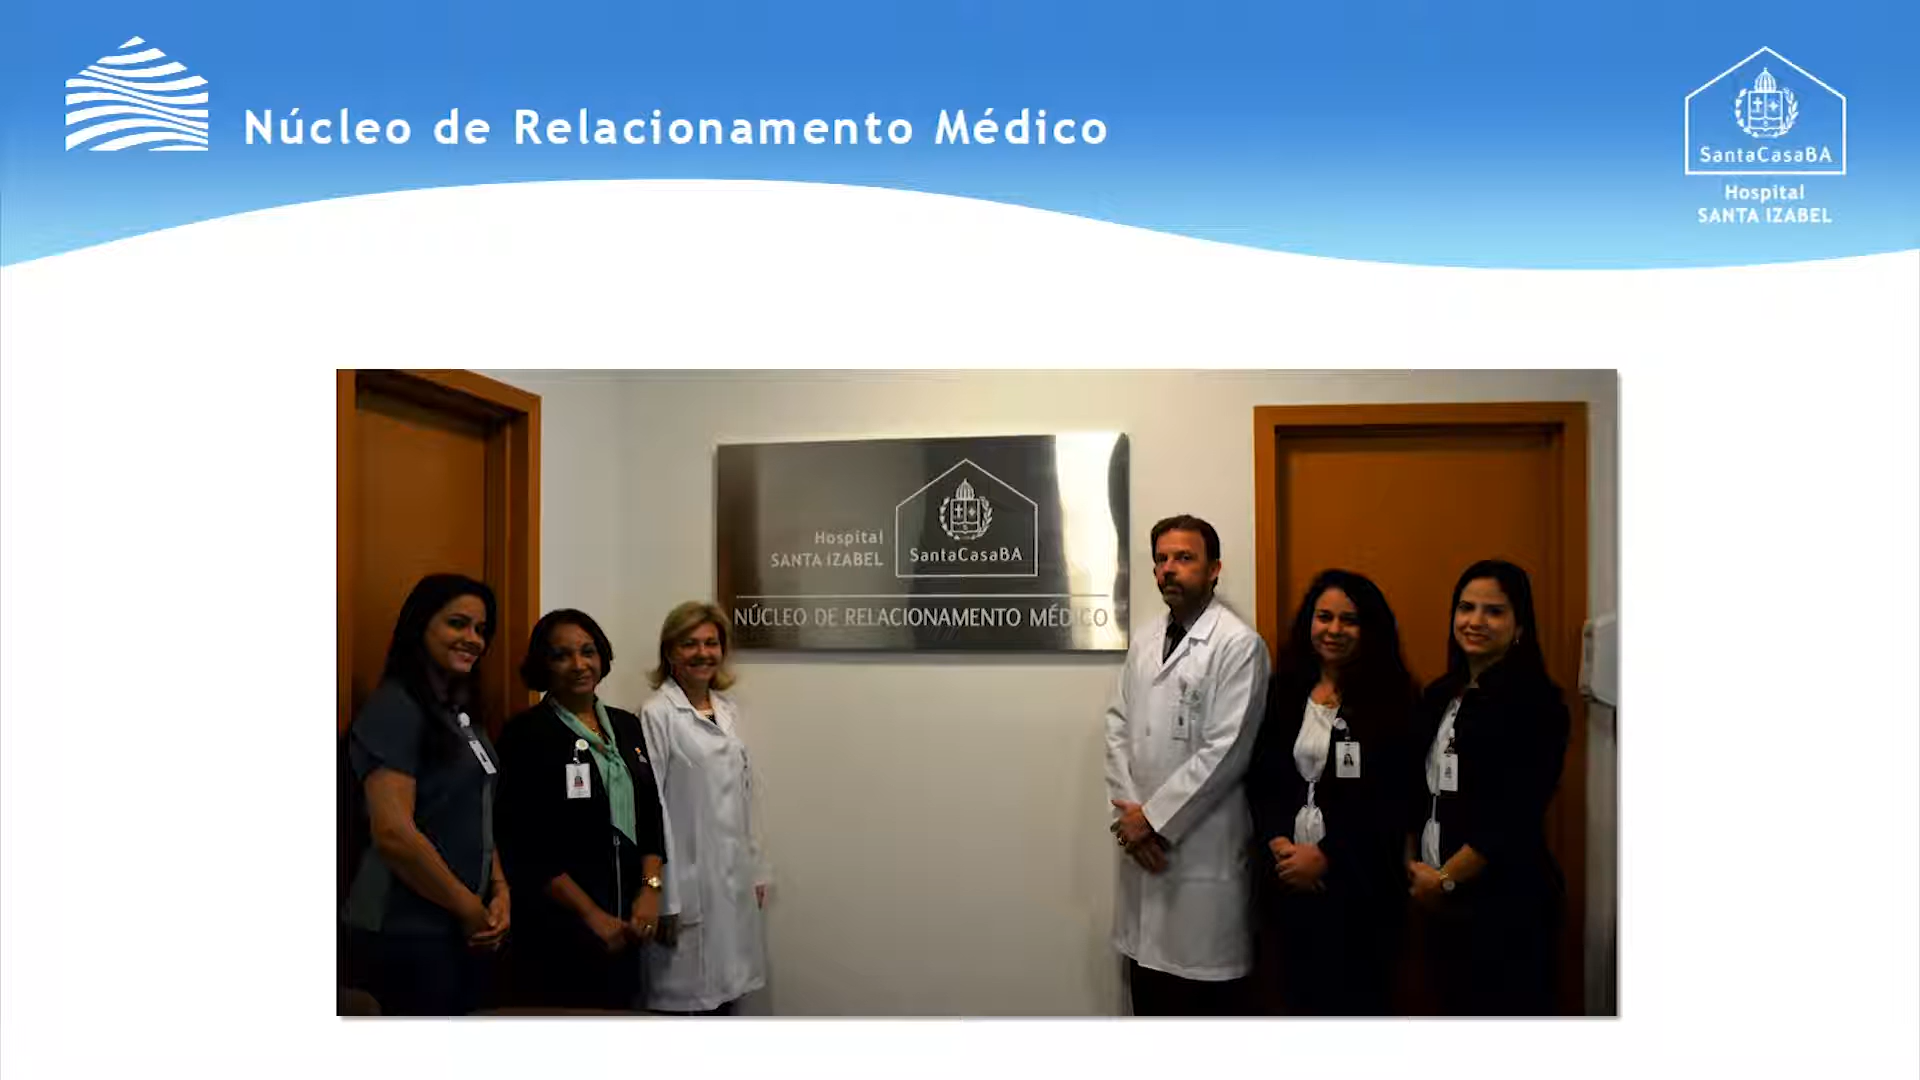 Núcleo de Relacionamento Médico
SantaCasaBA
Hospital
SANTA IZABEL
Hospital
SANTA IZABEL
SantaCasaBA
NÚCLEO DE RELACIONAMENTO MÉDICO